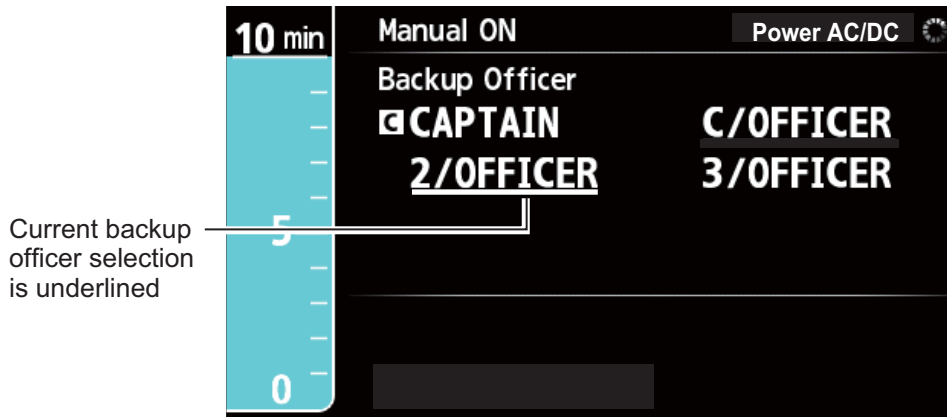 10 min
Manual ON
Power AC/DC
Backup Officer
C CAPTAIN
C/OFFICER
2/OFFICER
3/OFFICER
5
0
Current backup
officer selection
is underlined